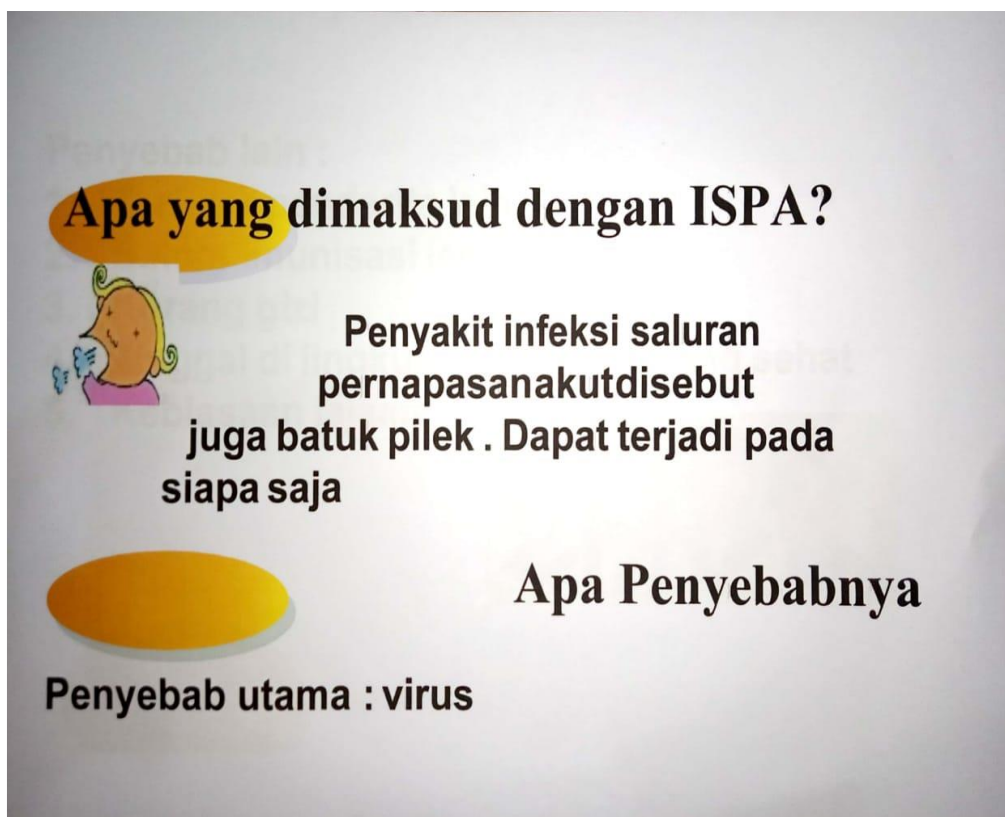 Apa yang dimaksud dengan ISPA?
Penyakit infeksi saluran
pernapasanakutdisebut
juga batuk pilek . Dapat terjadi pada
siapa saja
Apa Penyebabnya
Penyebab utama : virus